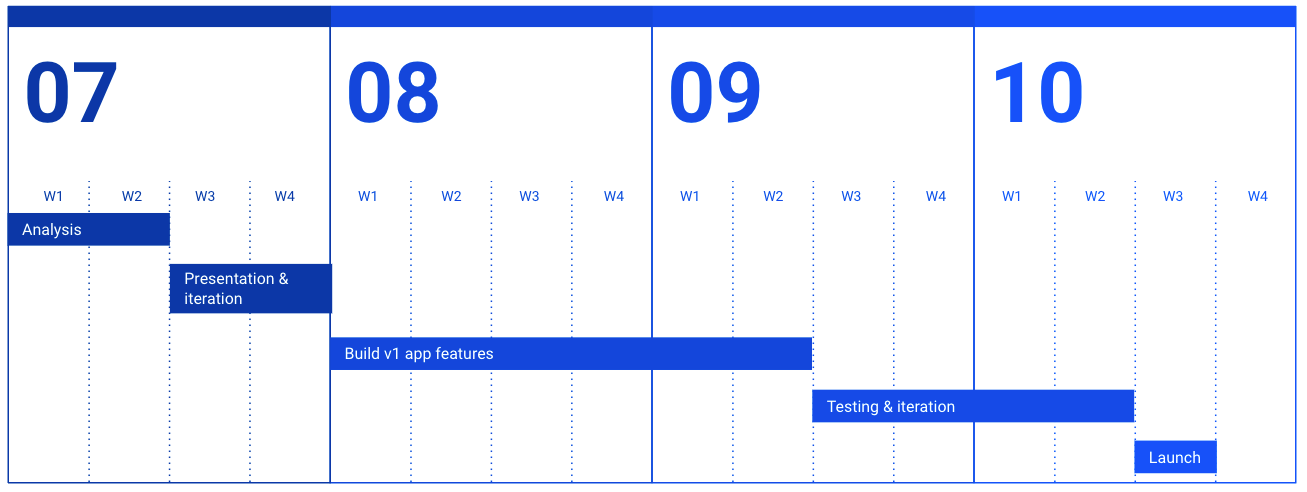 07 08 09 10
W1 W2 W3 W4 W1 W2 W3 W4 W1 W2 W3 W4 W1 W2 W3 W4
Analysis
Presentation &
iteration
Build v1 app features
Testing & iteration
Launch